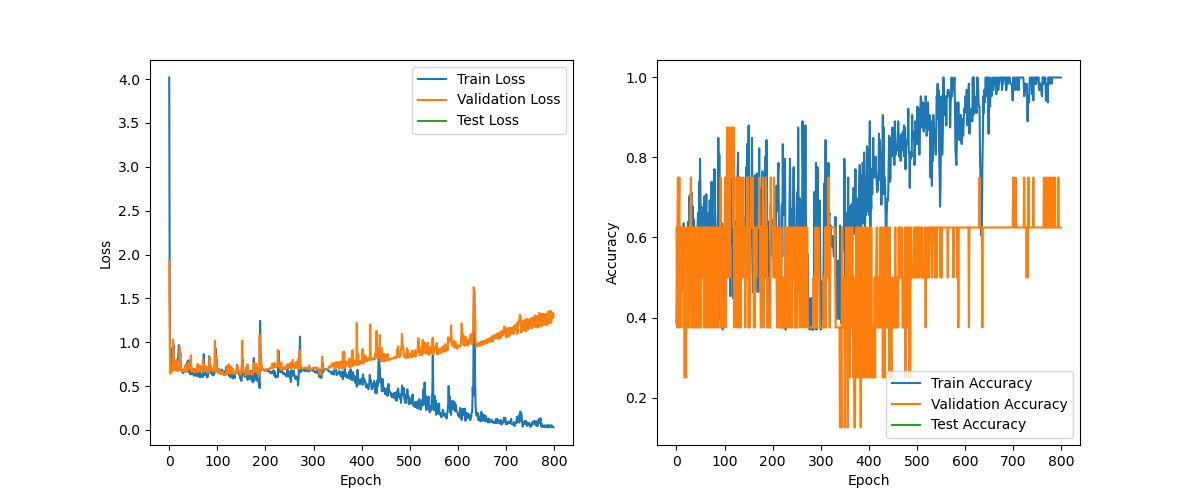 4.0
3.5
3.0
2.5
2.0
1.5
1.0
0.5
0.0
Loss
0 100 200 300 400 500 600 700 800
Epoch
Train Loss
Validation Loss
Test Loss
1.0
0.8
0.6
0.4
0.2
Accuracy
0 100 200 300 400 500 600 700 800
Epoch
Train Accuracy
Validation Accuracy
Test Accuracy